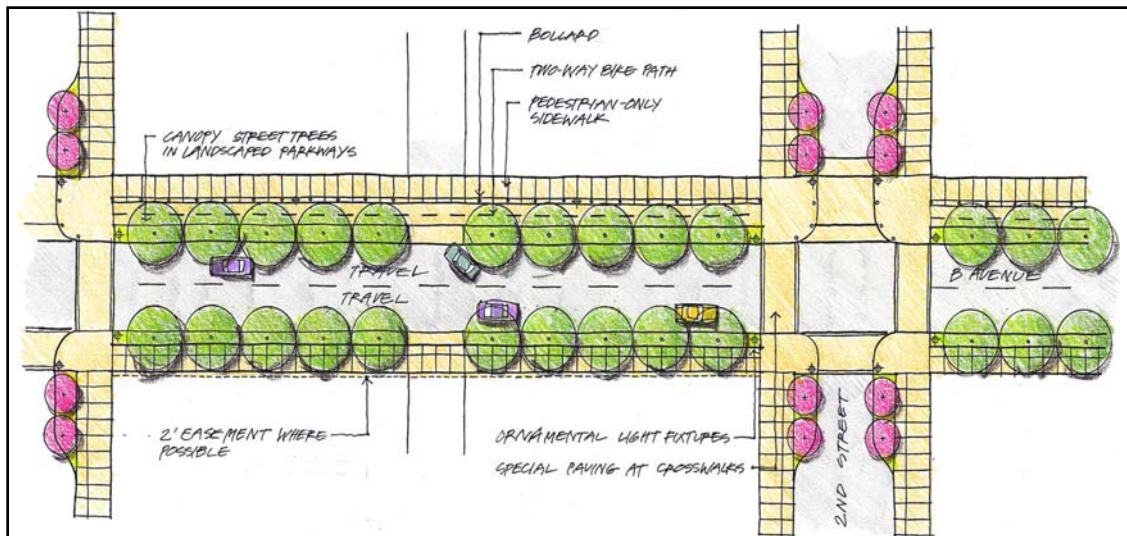 BOLLARD
TWO-WAY BIKE PATH
PEDESTRIAN-ONLY
SIDEWALK
CANOPY STREET TREES
IN LANDSCAPED PARKWAYS
TRAVEL
TRAVEL
B AVENUE
2' EASEMENT WHERE
POSSIBLE
ORNAMENTAL LIGHT FIXTURES
SPECIAL PAVING AT CROSSWALKS
2ND STREET